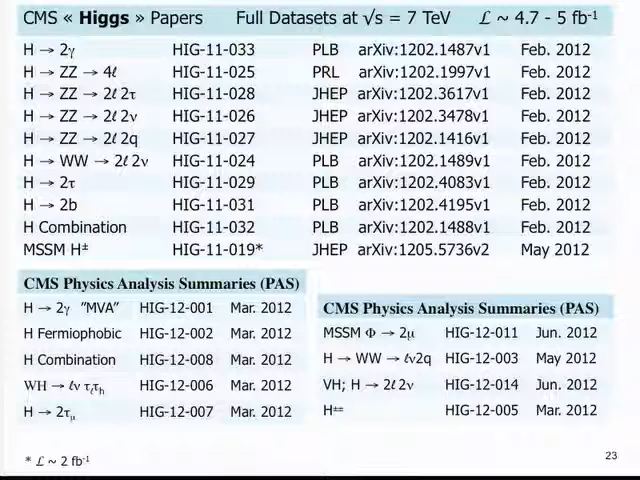 CMS « Higgs » Papers Full Datasets at √s = 7 TeV ℒ ~ 4.7 - 5 fb⁻¹
H → 2γ HIG-11-033 PLB arXiv:1202.1487v1 Feb. 2012
H → ZZ → 4ℓ HIG-11-025 PRL arXiv:1202.1997v1 Feb. 2012
H → ZZ → 2ℓ 2τ HIG-11-028 JHEP arXiv:1202.3617v1 Feb. 2012
H → ZZ → 2ℓ 2ν HIG-11-026 JHEP arXiv:1202.3478v1 Feb. 2012
H → ZZ → 2ℓ 2q HIG-11-027 JHEP arXiv:1202.1416v1 Feb. 2012
H → WW → 2ℓ 2ν HIG-11-024 PLB arXiv:1202.1489v1 Feb. 2012
H → 2τ HIG-11-029 PLB arXiv:1202.4083v1 Feb. 2012
H → 2b HIG-11-031 PLB arXiv:1202.4195v1 Feb. 2012
H Combination HIG-11-032 PLB arXiv:1202.1488v1 Feb. 2012
MSSM H± HIG-11-019* JHEP arXiv:1205.5736v2 May 2012
CMS Physics Analysis Summaries (PAS)
H → 2γ "MVA" HIG-12-001 Mar. 2012
H Fermiophobic HIG-12-002 Mar. 2012
H Combination HIG-12-008 Mar. 2012
WH → ℓν τ_ℓτ_h HIG-12-006 Mar. 2012
H → 2τ_μ HIG-12-007 Mar. 2012
CMS Physics Analysis Summaries (PAS)
MSSM Φ → 2μ HIG-12-011 Jun. 2012
H → WW → ℓν2q HIG-12-003 May 2012
VH; H → 2ℓ 2ν HIG-12-014 Jun. 2012
H±± HIG-12-005 Mar. 2012
* ℒ ~ 2 fb⁻¹
23